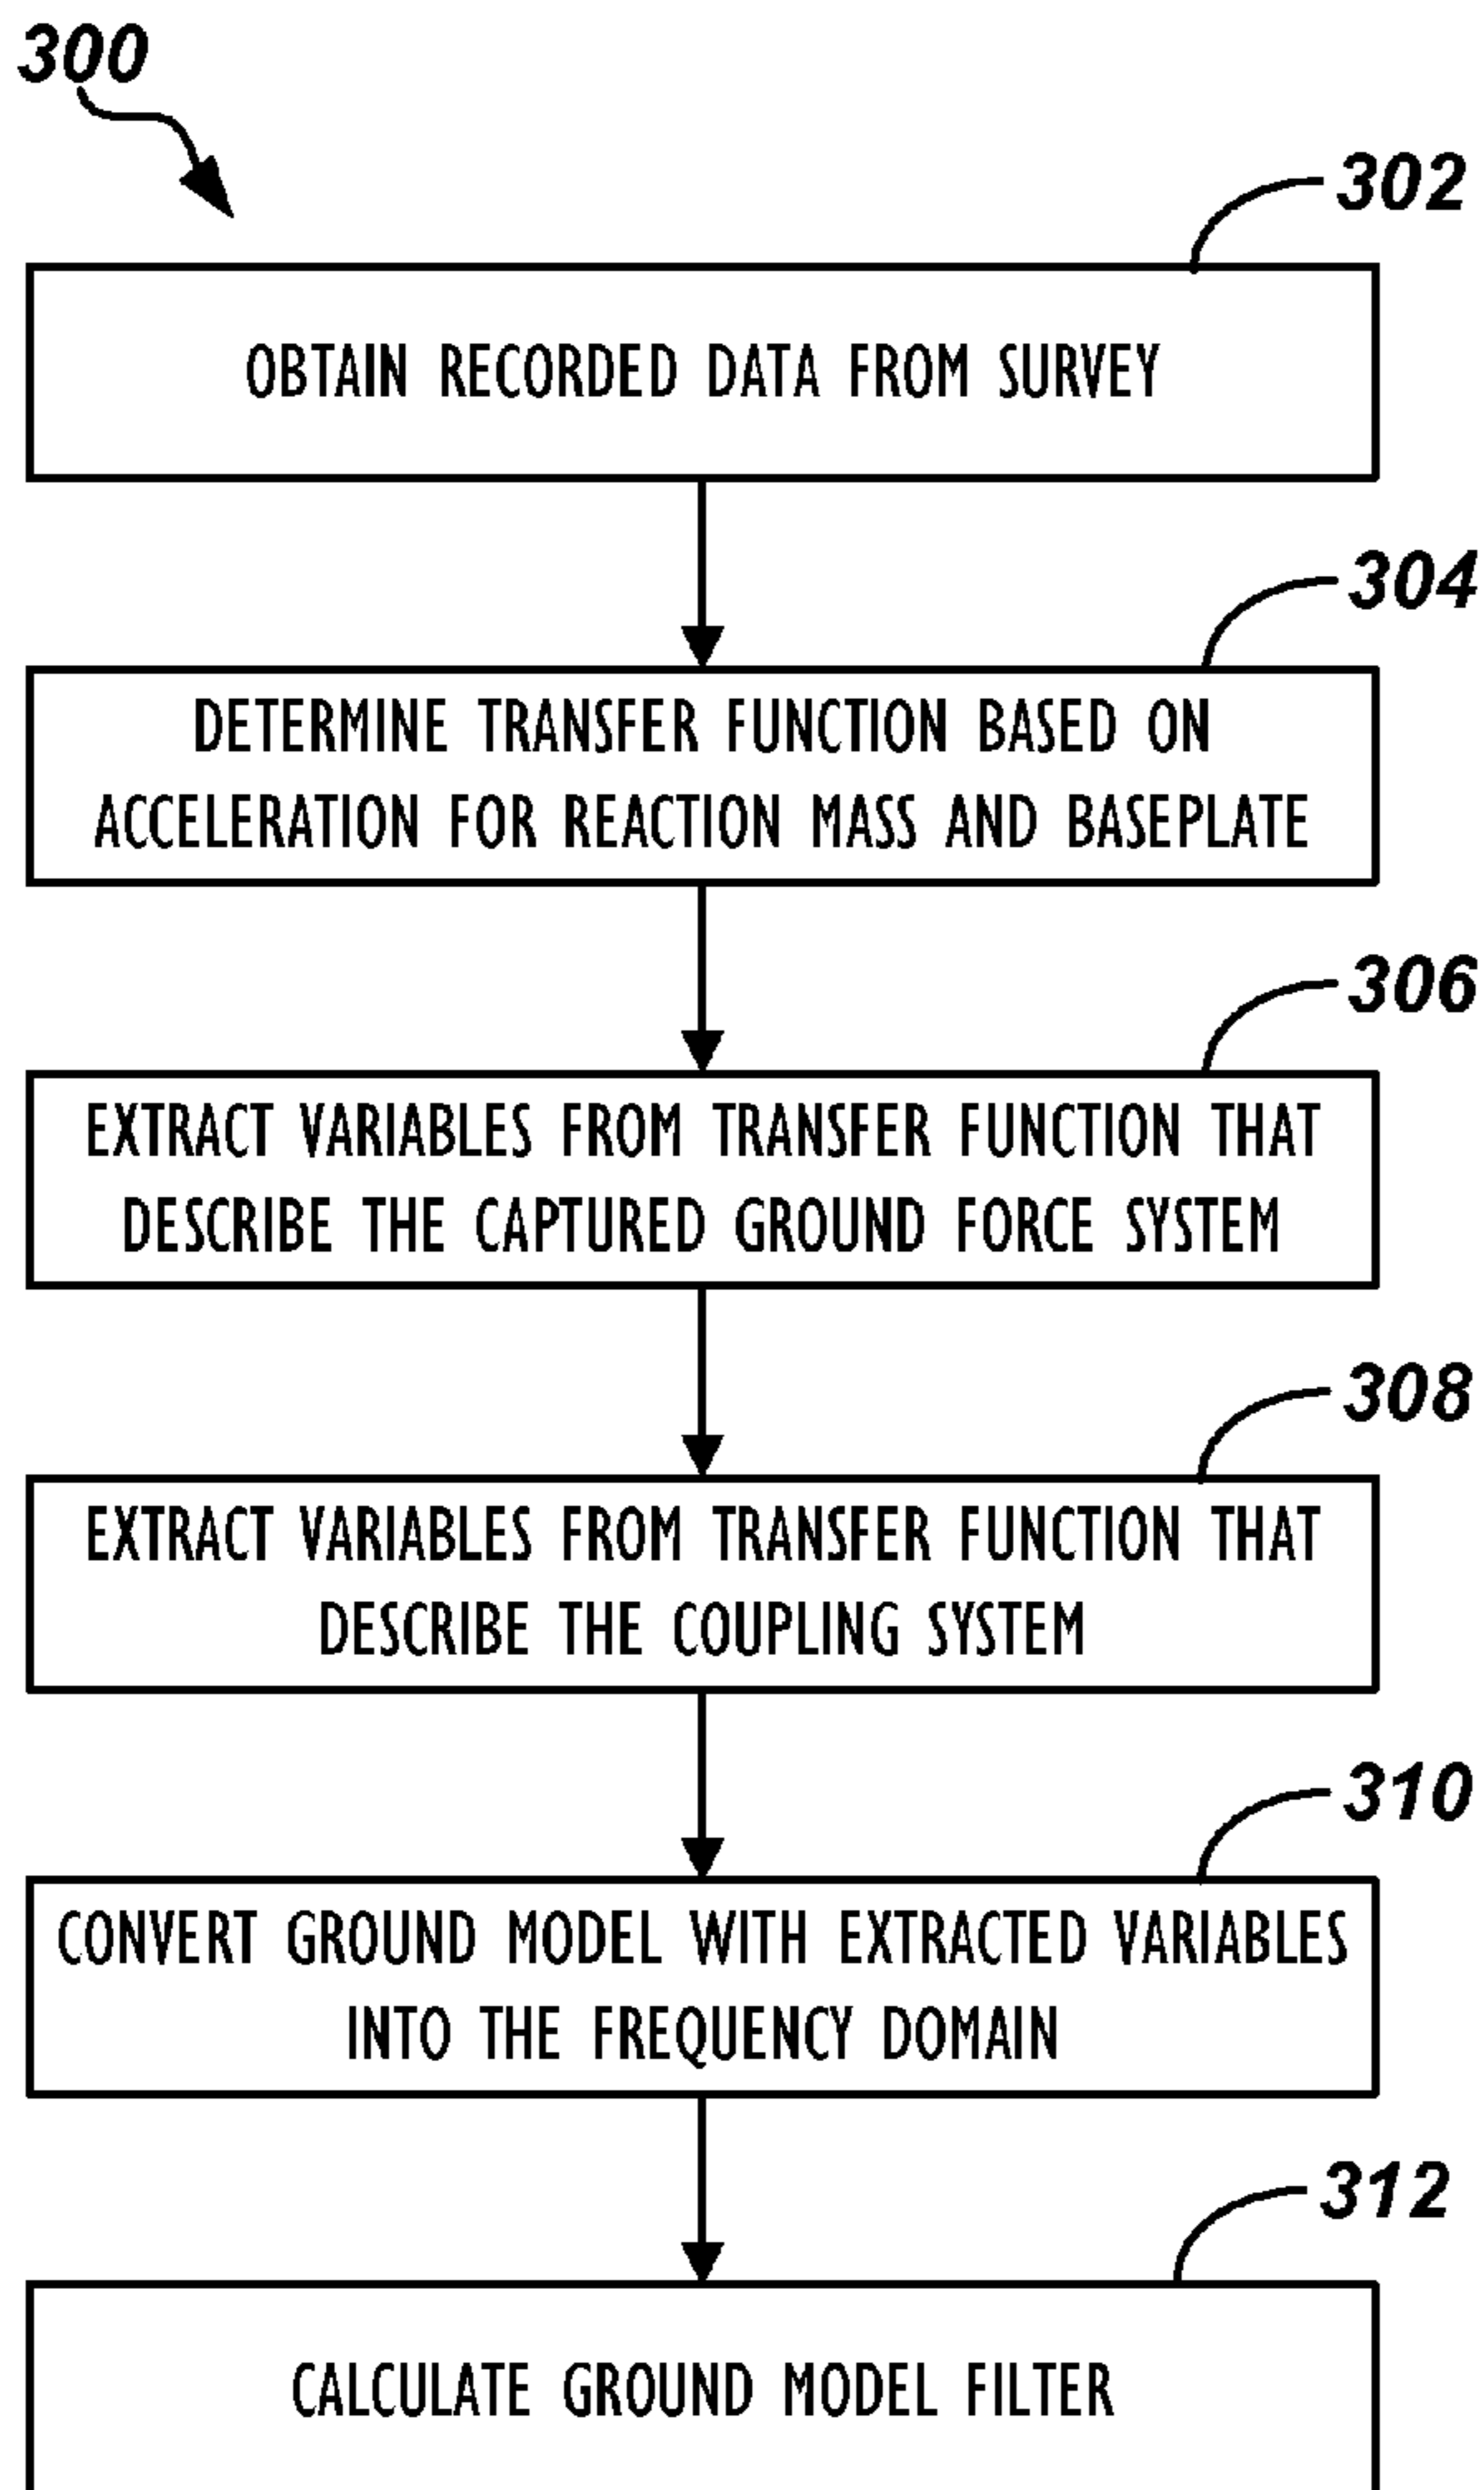 300
302
OBTAIN RECORDED DATA FROM SURVEY
304
DETERMINE TRANSFER FUNCTION BASED ON
ACCELERATION FOR REACTION MASS AND BASEPLATE
306
EXTRACT VARIABLES FROM TRANSFER FUNCTION THAT
DESCRIBE THE CAPTURED GROUND FORCE SYSTEM
308
EXTRACT VARIABLES FROM TRANSFER FUNCTION THAT
DESCRIBE THE COUPLING SYSTEM
310
CONVERT GROUND MODEL WITH EXTRACTED VARIABLES
INTO THE FREQUENCY DOMAIN
312
CALCULATE GROUND MODEL FILTER